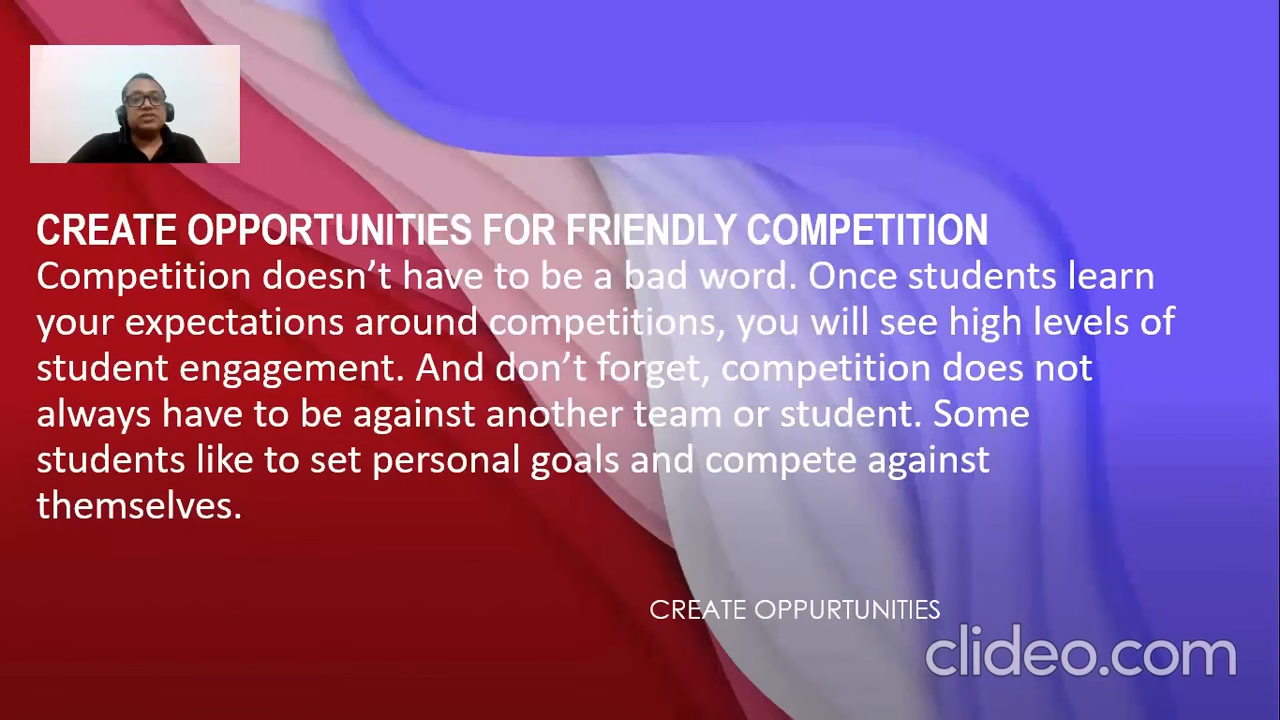 CREATE OPPORTUNITIES FOR FRIENDLY COMPETITION
Competition doesn’t have to be a bad word. Once students learn
your expectations around competitions, you will see high levels of
student engagement. And don’t forget, competition does not
always have to be against another team or student. Some
students like to set personal goals and compete against
themselves.
CREATE OPPURTUNITIES
clideo.com